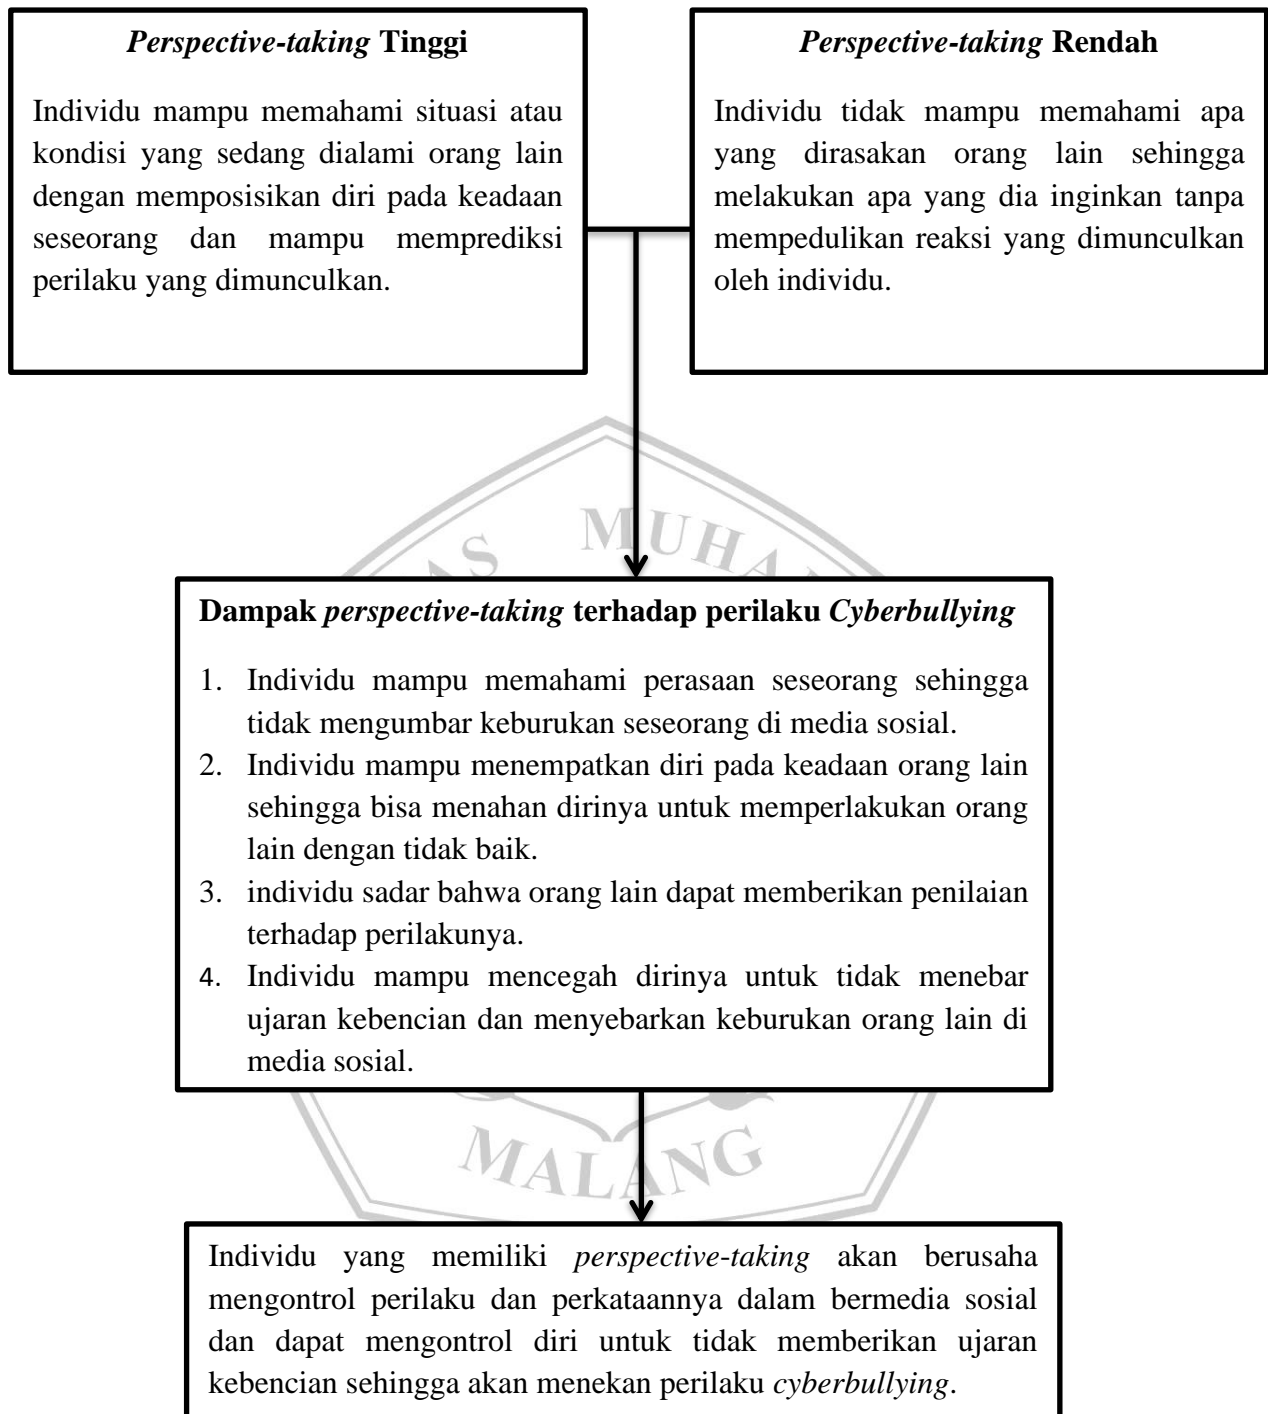 Perspective-taking Tinggi
Individu mampu memahami situasi atau
kondisi yang sedang dialami orang lain
dengan memposisikan diri pada keadaan
seseorang dan mampu memprediksi
perilaku yang dimunculkan.
Perspective-taking Rendah
Individu tidak mampu memahami apa
yang dirasakan orang lain sehingga
melakukan apa yang dia inginkan tanpa
mempedulikan reaksi yang dimunculkan
oleh individu.
MUHA
Dampak perspective-taking terhadap perilaku Cyberbullying
1. Individu mampu memahami perasaan seseorang sehingga
tidak mengumbar keburukan seseorang di media sosial.
2. Individu mampu menempatkan diri pada keadaan orang lain
sehingga bisa menahan dirinya untuk memperlakukan orang
lain dengan tidak baik.
3. individu sadar bahwa orang lain dapat memberikan penilaian
terhadap perilakunya.
4. Individu mampu mencegah dirinya untuk tidak menebar
ujaran kebencian dan menyebarkan keburukan orang lain di
media sosial.
MALANG
Individu yang memiliki perspective-taking akan berusaha
mengontrol perilaku dan perkataannya dalam bermedia sosial
dan dapat mengontrol diri untuk tidak memberikan ujaran
kebencian sehingga akan menekan perilaku cyberbullying.